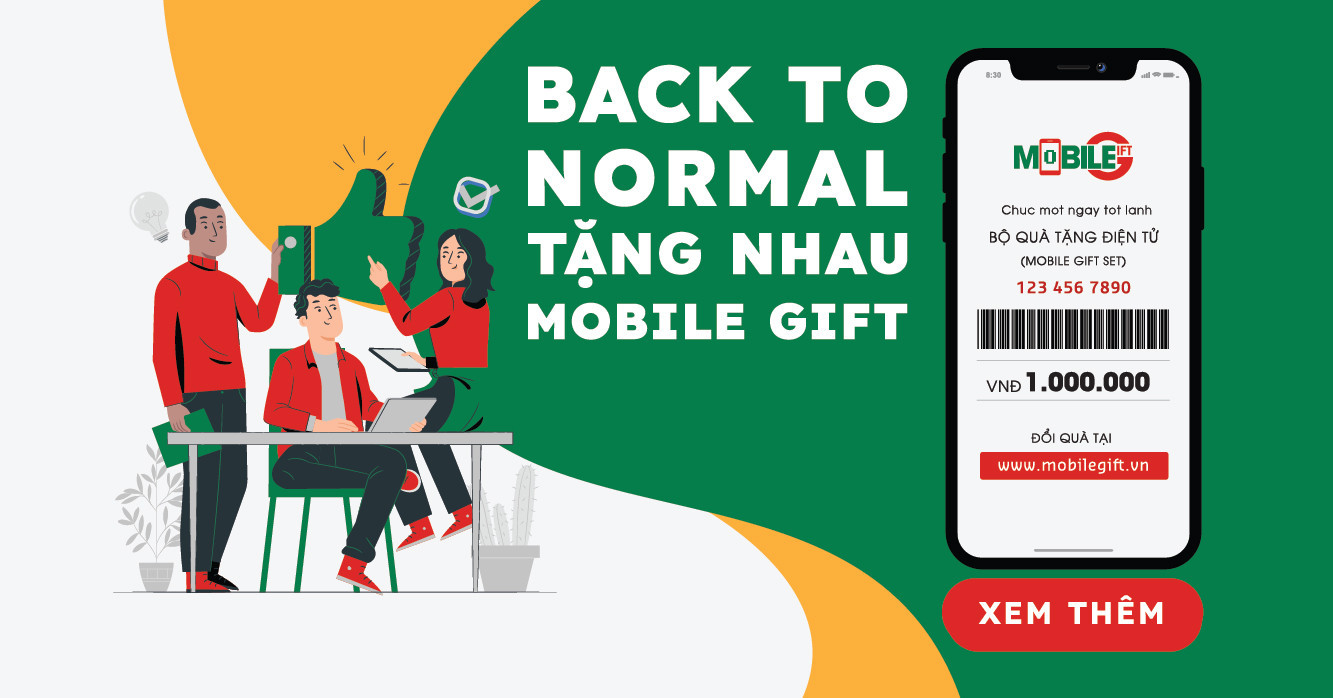 BACK TO
NORMAL
TẶNG NHAU
MOBILE GIFT
8:30
MOBILE GIFT
Chuc mot ngay tot lanh
BỘ QUÀ TẶNG ĐIỆN TỬ
(MOBILE GIFT SET)
123 456 7890
VNĐ 1.000.000
ĐỔI QUÀ TẠI
www.mobilegift.vn
XEM THÊM